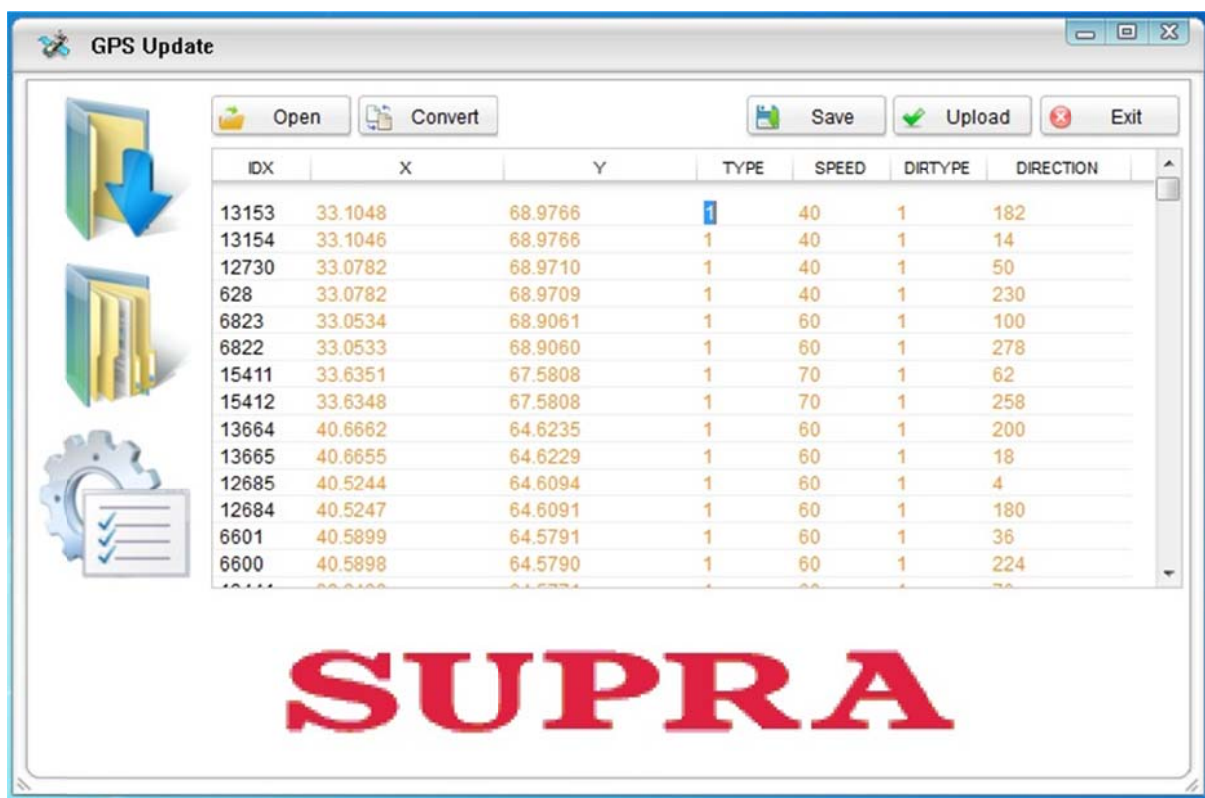 GPS Update
Open Convert Save Upload Exit
IDX X Y TYPE SPEED DIRTYPE DIRECTION
13153 33.1048 68.9766 1 40 1 182
13154 33.1046 68.9766 1 40 1 14
12730 33.0782 68.9710 1 40 1 50
628 33.0782 68.9709 1 40 1 230
6823 33.0534 68.9061 1 60 1 100
6822 33.0533 68.9060 1 60 1 278
15411 33.6351 67.5808 1 70 1 62
15412 33.6348 67.5808 1 70 1 258
13664 40.6662 64.6235 1 60 1 200
13665 40.6655 64.6229 1 60 1 18
12685 40.5244 64.6094 1 60 1 4
12684 40.5247 64.6091 1 60 1 180
6601 40.5899 64.5791 1 60 1 36
6600 40.5898 64.5790 1 60 1 224
SUPRA